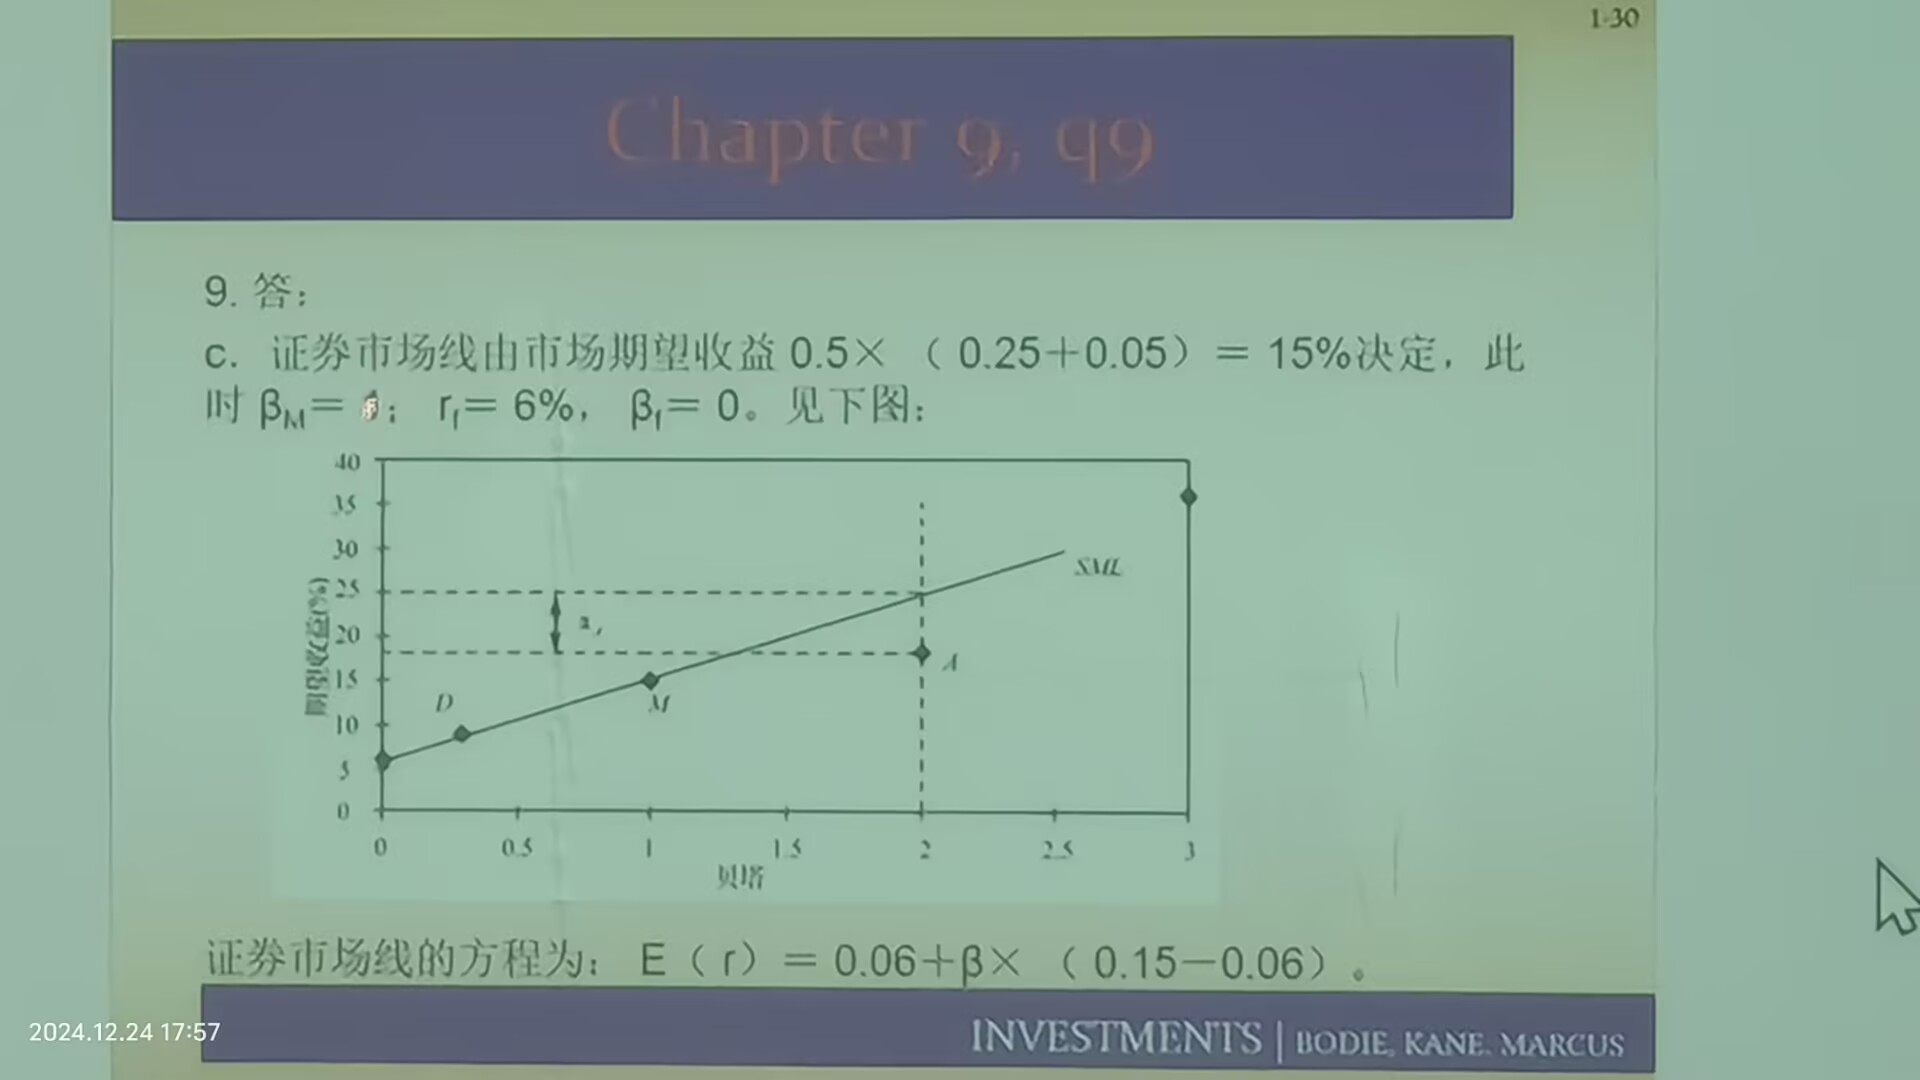 1-30
Chapter 9, q9
9. 答：
c. 证券市场线由市场期望收益 0.5×（0.25＋0.05）＝ 15%决定，此
时 βM＝ ；rf＝ 6%，βf＝ 0。见下图：
40
35
30
25
20
15
10
5
0
期望收益(%)
SML
A
D
M
0 0.5 1 1.5 2 2.5 3
贝塔
证券市场线的方程为：E（r）＝ 0.06＋β×（0.15－0.06）。
INVESTMENTS | BODIE, KANE. MARCUS
2024.12.24 17:57